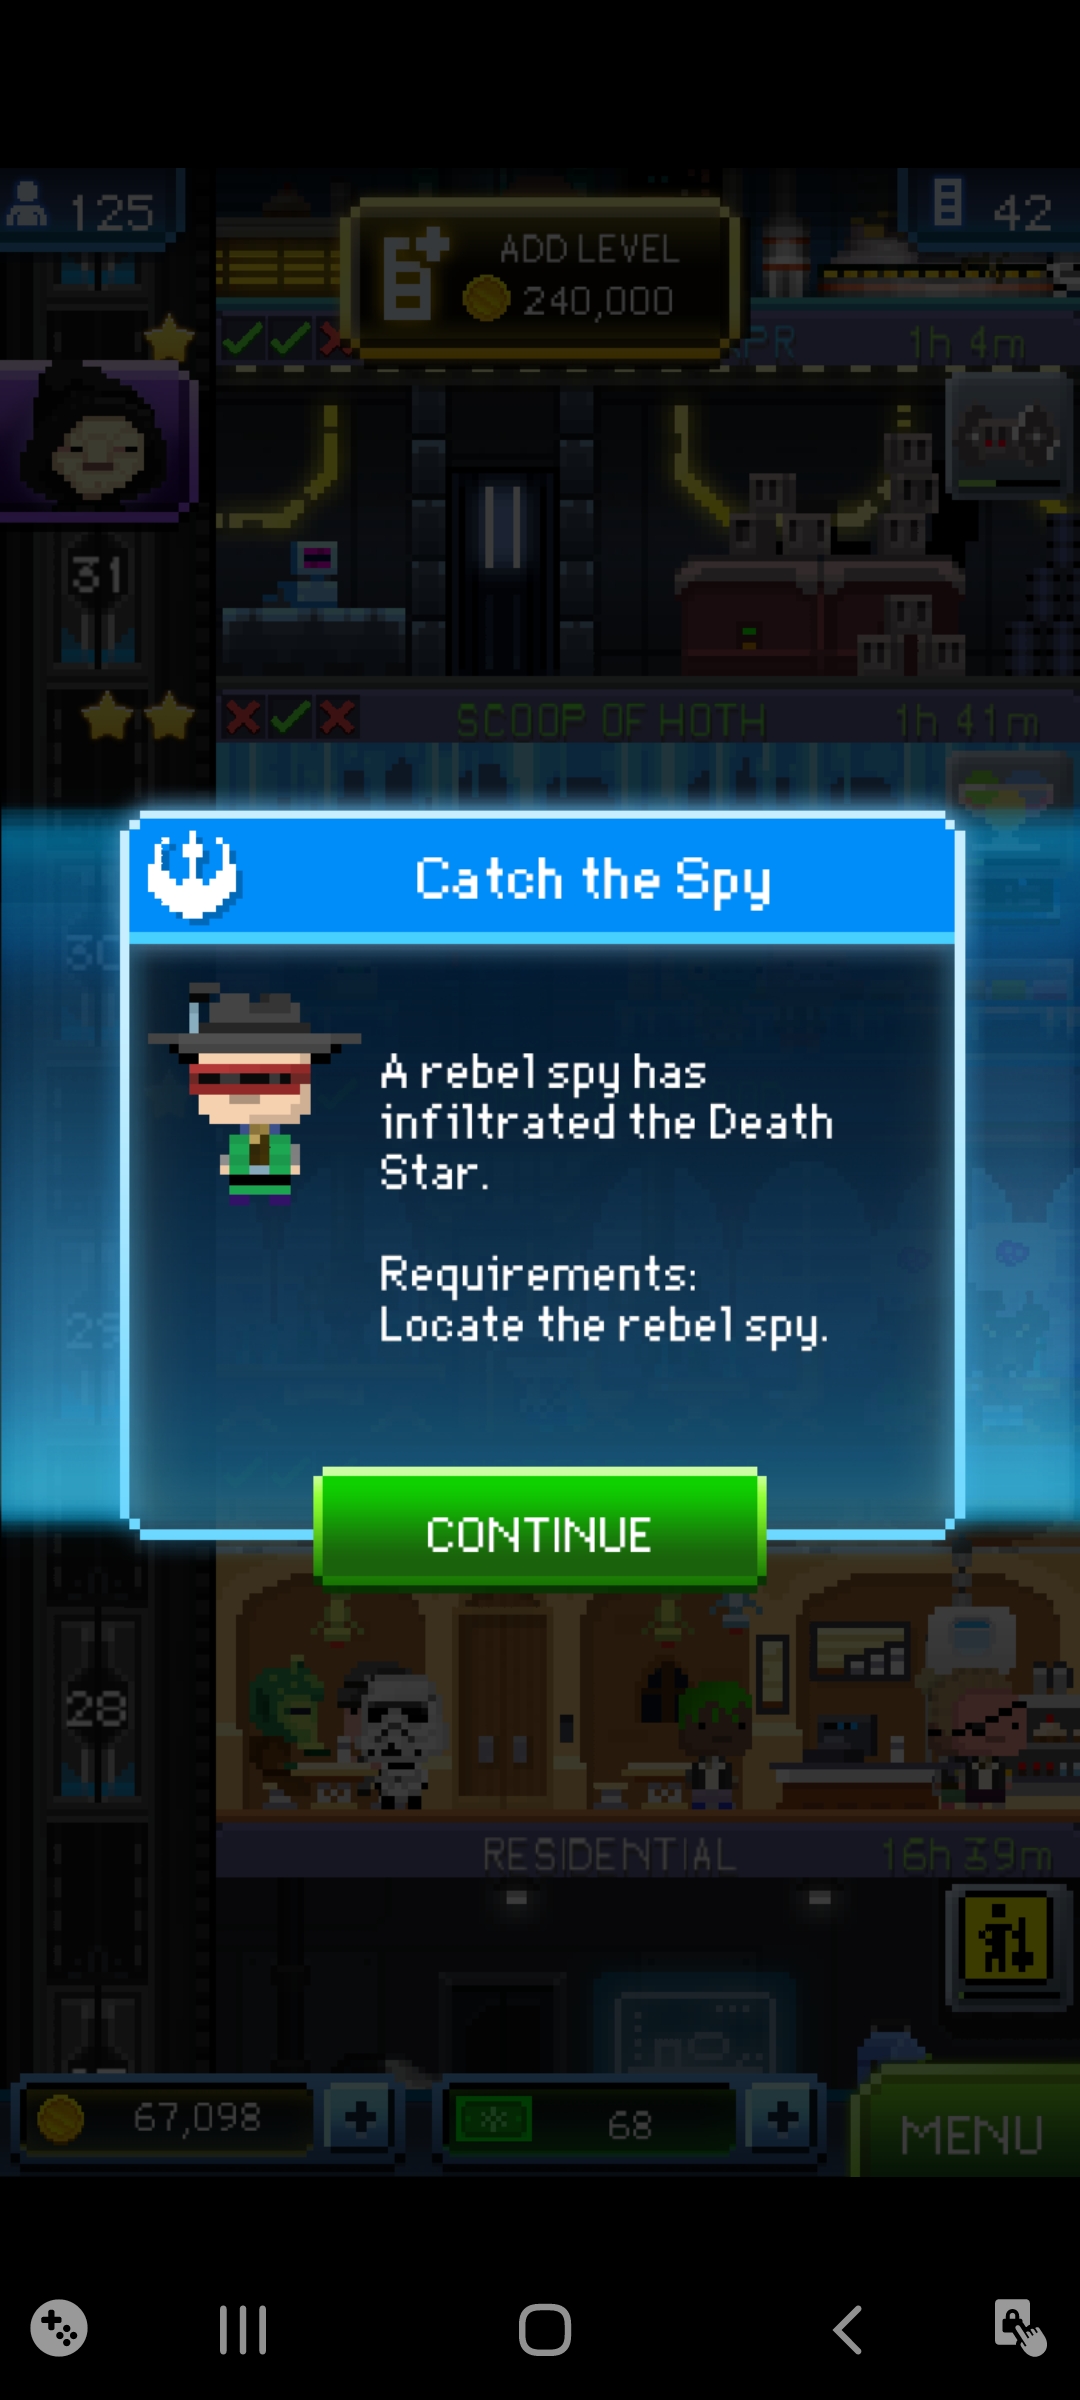 125
ADD LEVEL
240,000
42
1h 4m
31
SCOOP OF HOTH
1h 41m
Catch the Spy
30
A rebel spy has
infiltrated the Death
Star.
Requirements:
Locate the rebel spy.
29
CONTINUE
28
RESIDENTIAL
16h 39m
67,098
68
MENU